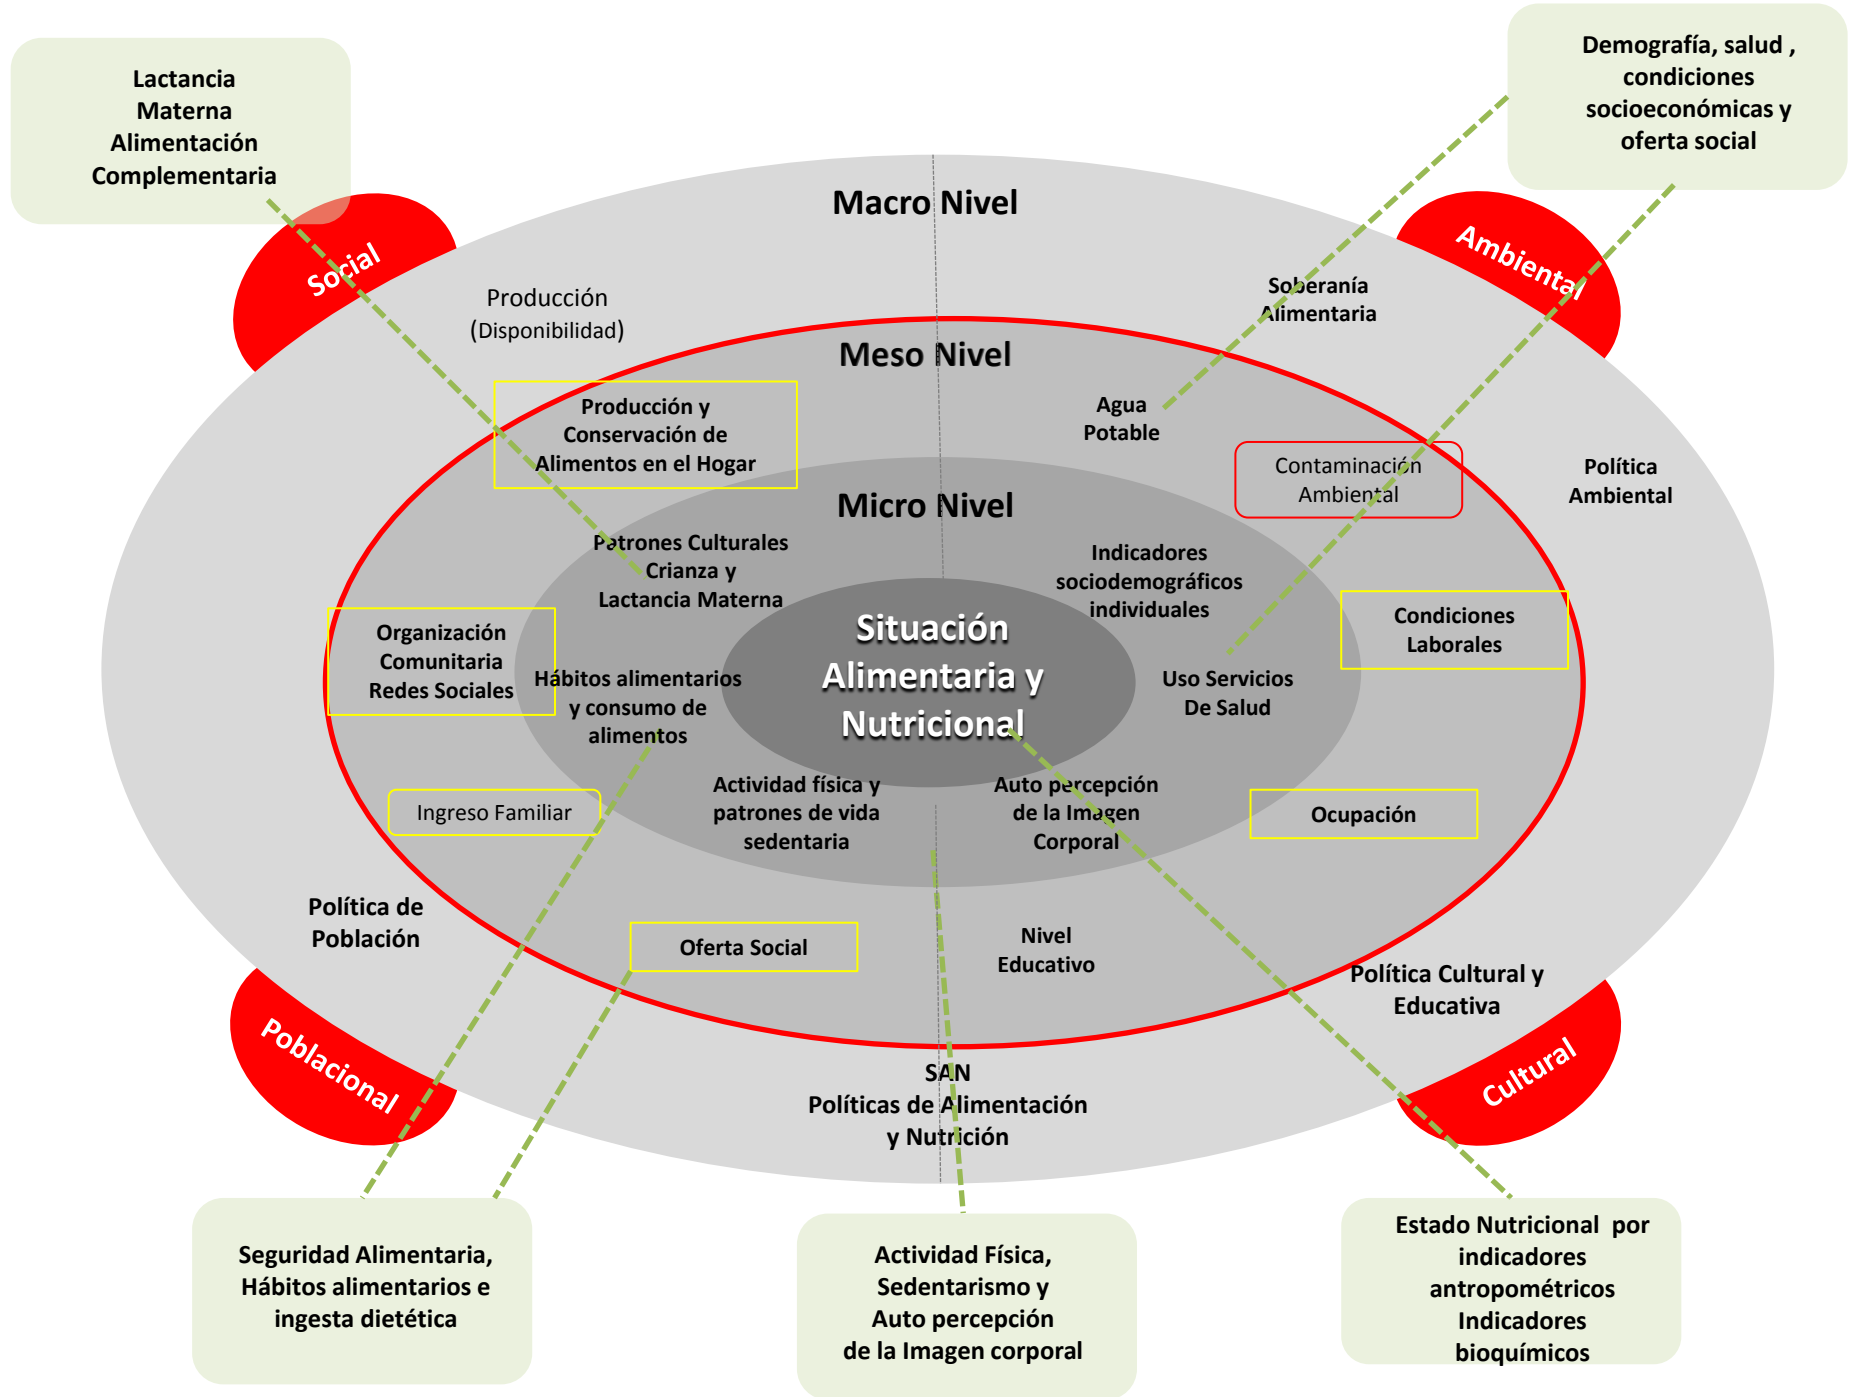 Lactancia
Materna
Alimentación
Complementaria
Demografía, salud ,
condiciones
socioeconómicas y
oferta social
Macro Nivel
Social
Ambiental
Producción
(Disponibilidad)
Soberanía
Alimentaria
Meso Nivel
Producción y
Conservación de
Alimentos en el Hogar
Agua
Potable
Contaminación
Ambiental
Política
Ambiental
Micro Nivel
Patrones Culturales
Crianza y
Lactancia Materna
Indicadores
sociodemográficos
individuales
Organización
Comunitaria
Redes Sociales
Situación
Alimentaria y
Nutricional
Condiciones
Laborales
Hábitos alimentarios
y consumo de
alimentos
Uso Servicios
De Salud
Actividad física y
patrones de vida
sedentaria
Auto percepción
de la Imagen
Corporal
Ingreso Familiar
Ocupación
Política de
Población
Oferta Social
Nivel
Educativo
Política Cultural y
Educativa
Poblacional
Cultural
SAN
Políticas de Alimentación
y Nutrición
Seguridad Alimentaria,
Hábitos alimentarios e
ingesta dietética
Actividad Física,
Sedentarismo y
Auto percepción
de la Imagen corporal
Estado Nutricional por
indicadores
antropométricos
Indicadores
bioquímicos